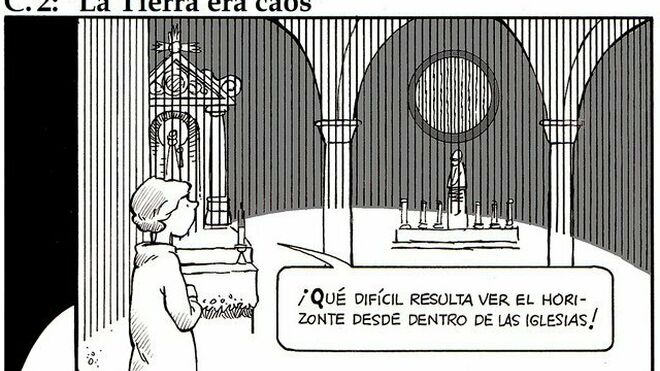 C. 2: "La Tierra era caos"
¡QUÉ DIFÍCIL RESULTA VER EL HORI-
ZONTE DESDE DENTRO DE LAS IGLESIAS!